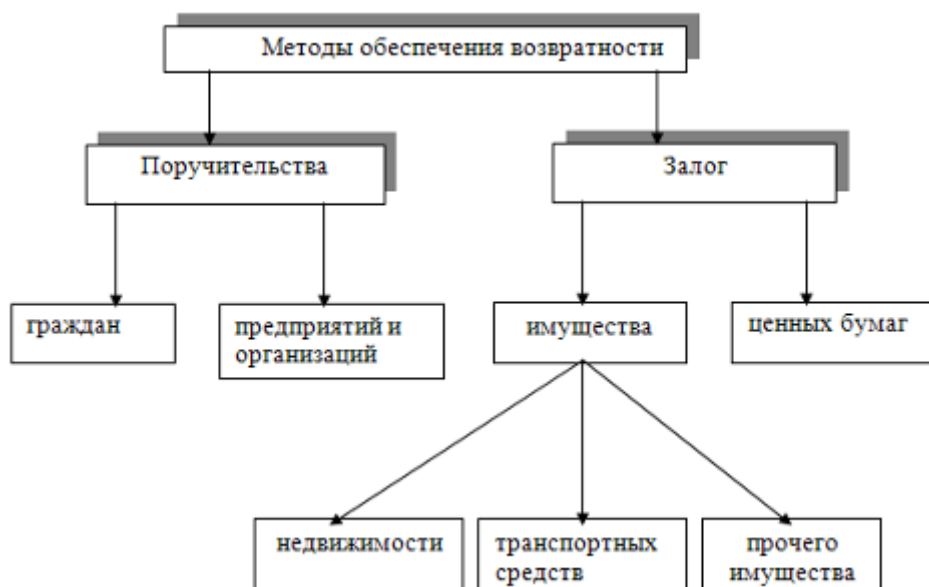 Методы обеспечения возвратности
Поручительства
Залог
граждан
предприятий и
организаций
имущества
ценных бумаг
недвижимости
транспортных
средств
прочего
имущества